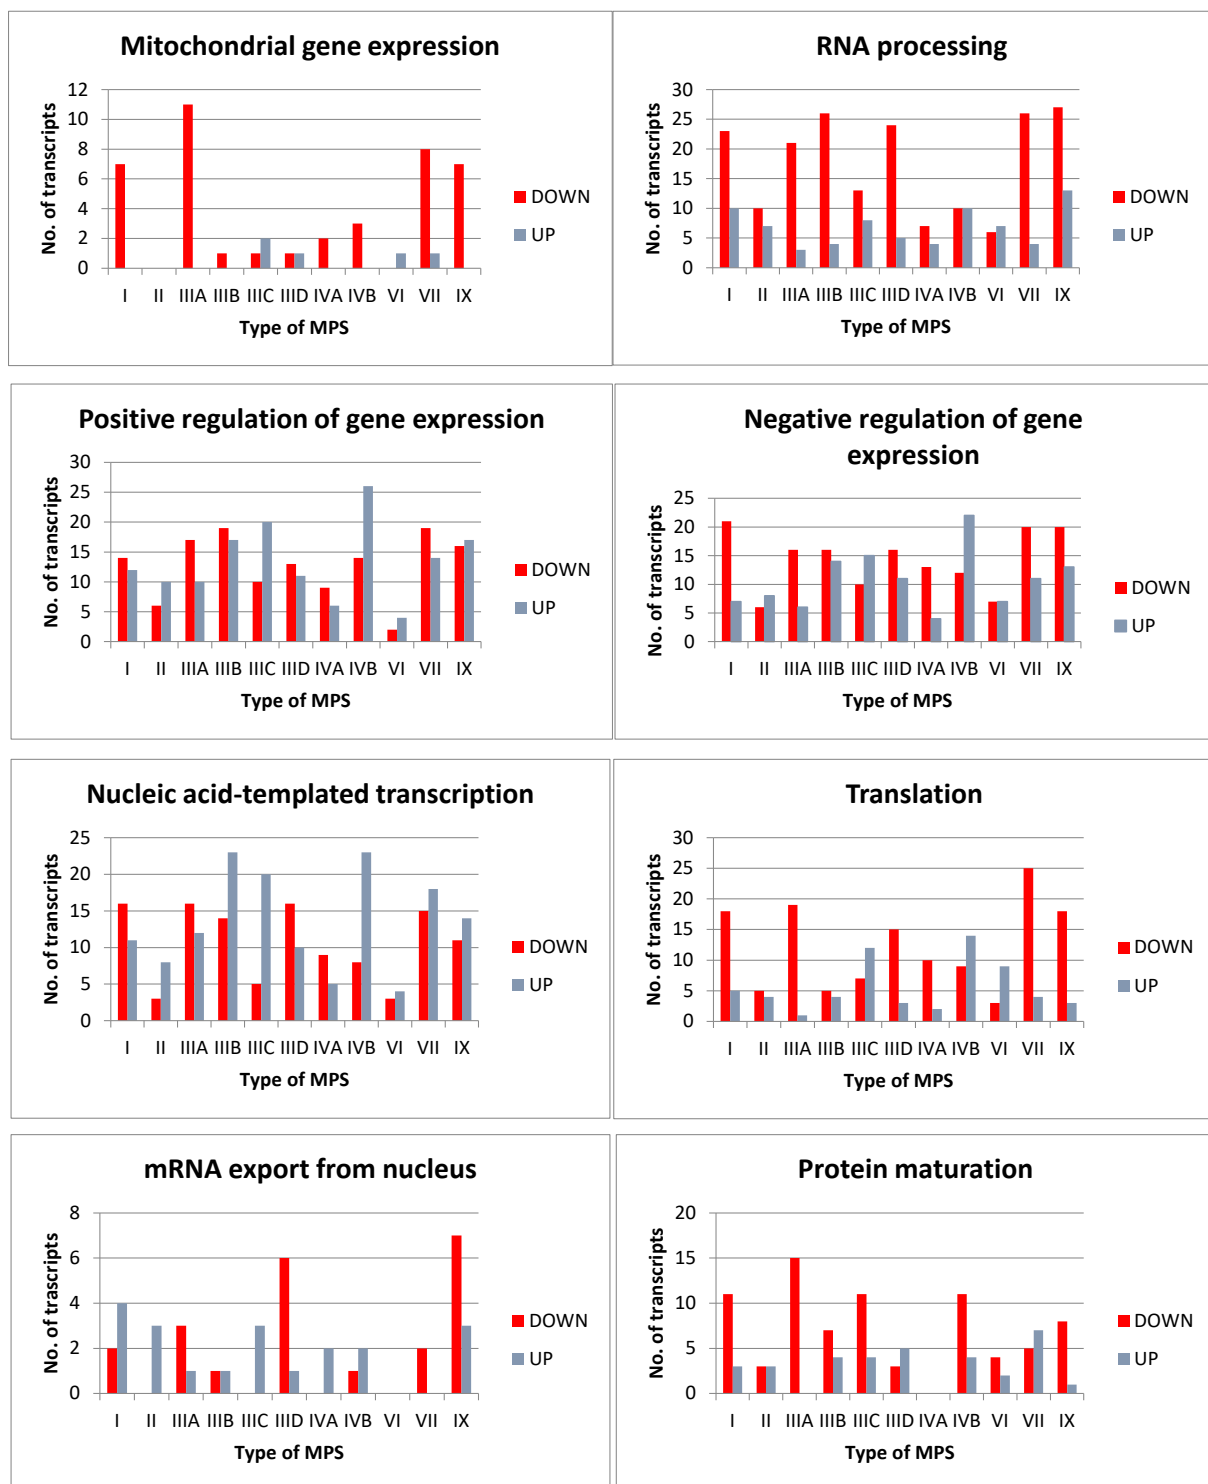 Mitochondrial gene expression
No. of transcripts
12
10
8
6
4
2
0
I II IIIA IIIB IIIC IIID IVA IVB VI VII IX
Type of MPS
DOWN
UP
RNA processing
No. of transcripts
30
25
20
15
10
5
0
I II IIIA IIIB IIIC IIID IVA IVB VI VII IX
Type of MPS
DOWN
UP
Positive regulation of gene expression
No. of transcripts
30
25
20
15
10
5
0
I II IIIA IIIB IIIC IIID IVA IVB VI VII IX
Type of MPS
DOWN
UP
Negative regulation of gene
expression
No. of transcripts
25
20
15
10
5
0
I II IIIA IIIB IIIC IIID IVA IVB VI VII IX
Type of MPS
DOWN
UP
Nucleic acid-templated transcription
No. of transcripts
25
20
15
10
5
0
I II IIIA IIIB IIIC IIID IVA IVB VI VII IX
Type of MPS
DOWN
UP
Translation
No. of transcripts
30
25
20
15
10
5
0
I II IIIA IIIB IIIC IIID IVA IVB VI VII IX
Type of MPS
DOWN
UP
mRNA export from nucleus
No. of trascripts
8
6
4
2
0
I II IIIA IIIB IIIC IIID IVA IVB VI VII IX
Type of MPS
DOWN
UP
Protein maturation
No. of transcripts
20
15
10
5
0
I II IIIA IIIB IIIC IIID IVA IVB VI VII IX
Type of MPS
DOWN
UP